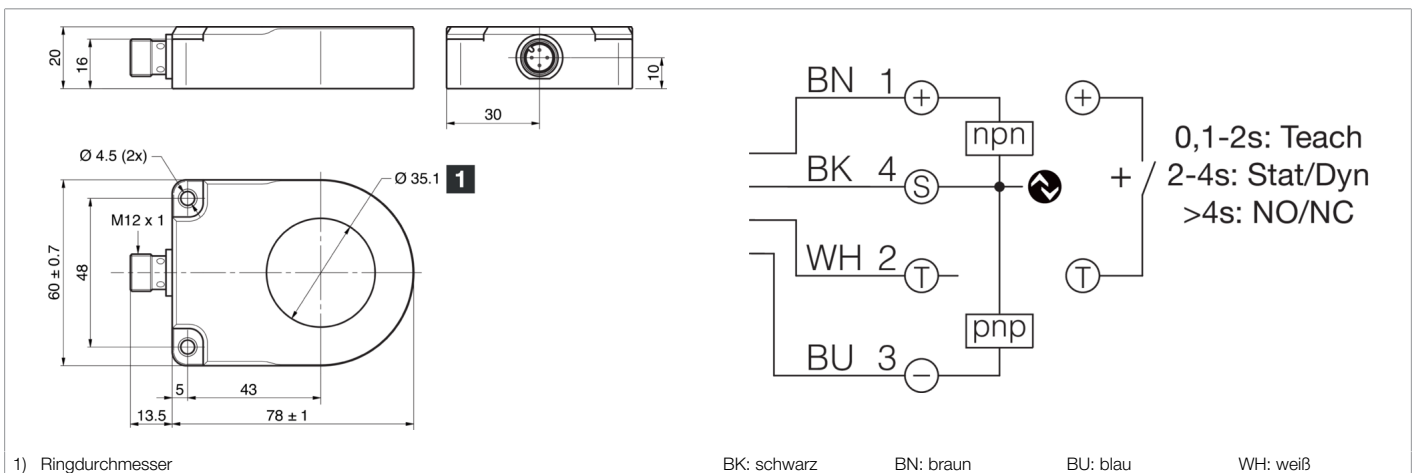 20
16
10
30
Ø 4.5 (2x)
Ø 35.1 1
M12 x 1
60 ± 0.7
48
5 43
13.5 78 ± 1
BN 1 +
npn
BK 4 S
WH 2 T
pnp
BU 3 −
+
+
T
0,1-2s: Teach
2-4s: Stat/Dyn
>4s: NO/NC
1) Ringdurchmesser
BK: schwarz BN: braun BU: blau WH: weiß